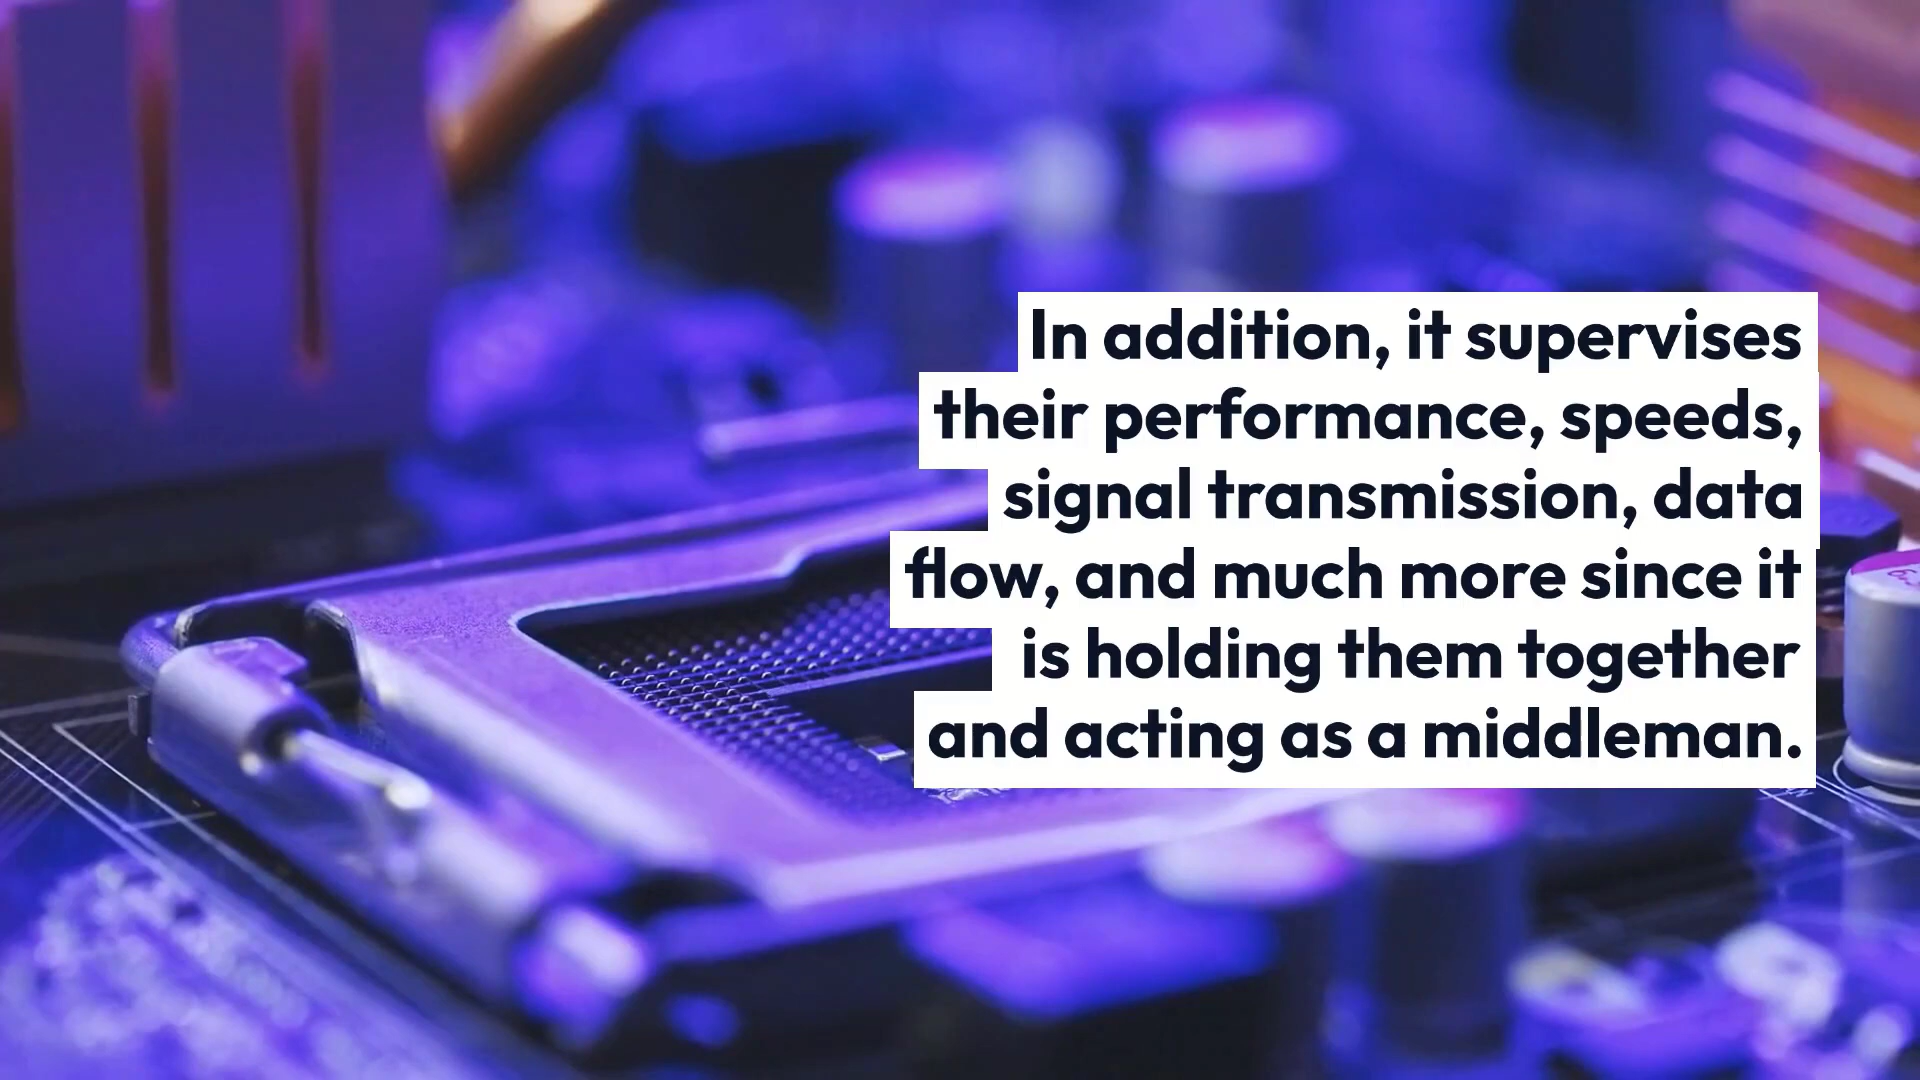 In addition, it supervises
their performance, speeds,
signal transmission, data
flow, and much more since it
is holding them together
and acting as a middleman.